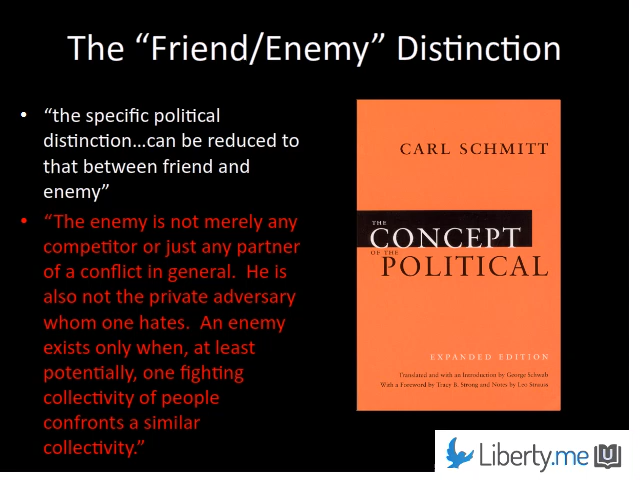 The “Friend/Enemy” Distinction
• “the specific political
distinction…can be reduced to
that between friend and
enemy”
• “The enemy is not merely any
competitor or just any partner
of a conflict in general.  He is
also not the private adversary
whom one hates.  An enemy
exists only when, at least
potentially, one fighting
collectivity of people
confronts a similar
collectivity.”
CARL SCHMITT
THE
CONCEPT
OF THE
POLITICAL
EXPANDED EDITION
Translated and with an Introduction by George Schwab
With a Foreword by Tracy B. Strong and Notes by Leo Strauss
Liberty.me U